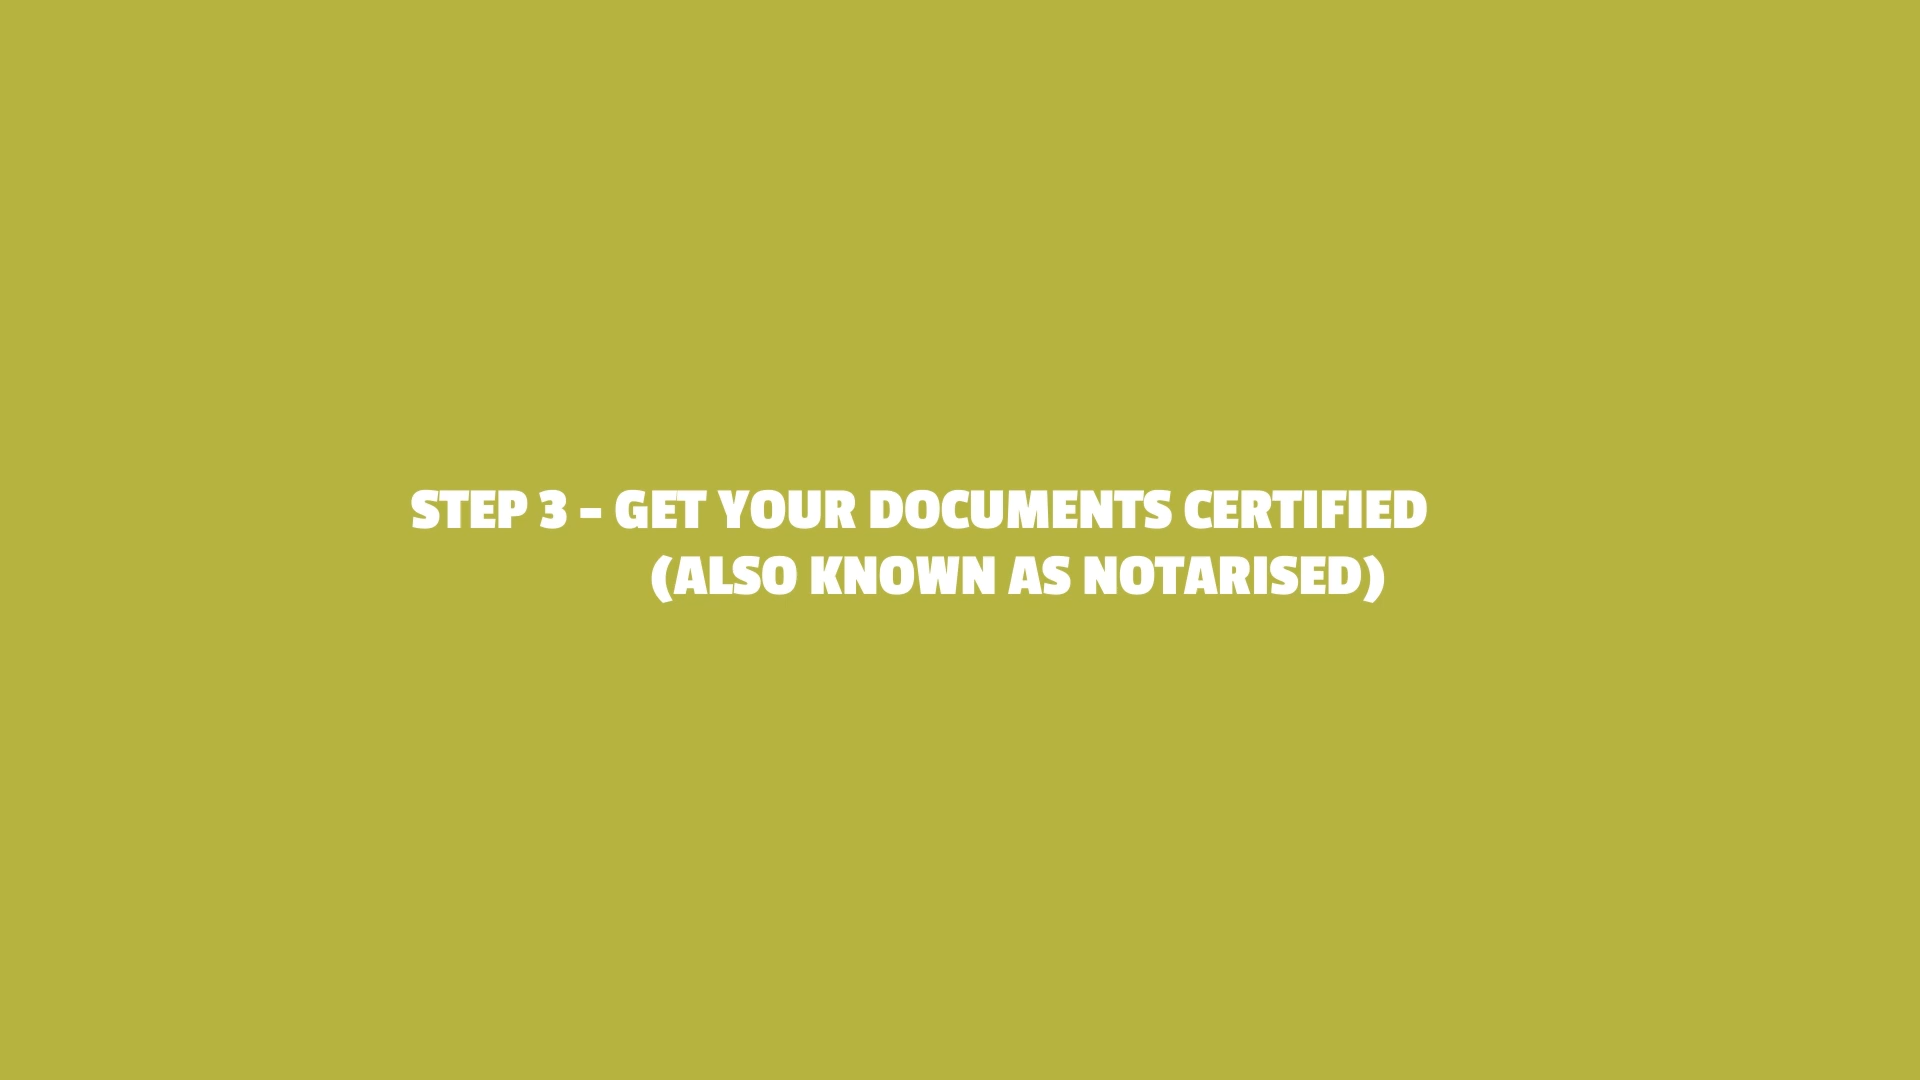 STEP 3 - GET YOUR DOCUMENTS CERTIFIED
(ALSO KNOWN AS NOTARISED)